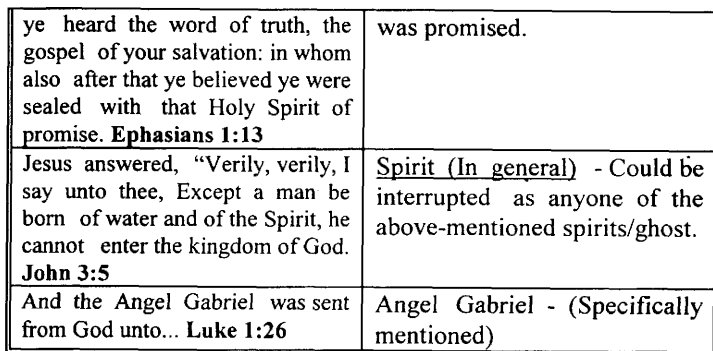 ye heard the word of truth, the
gospel of your salvation: in whom
also after that ye believed ye were
sealed with that Holy Spirit of
promise. Ephasians 1:13
was promised.
Jesus answered, “Verily, verily, I
say unto thee, Except a man be
born of water and of the Spirit, he
cannot enter the kingdom of God.
John 3:5
Spirit (In general) - Could be
interrupted as anyone of the
above-mentioned spirits/ghost.
And the Angel Gabriel was sent
from God unto... Luke 1:26
Angel Gabriel - (Specifically
mentioned)